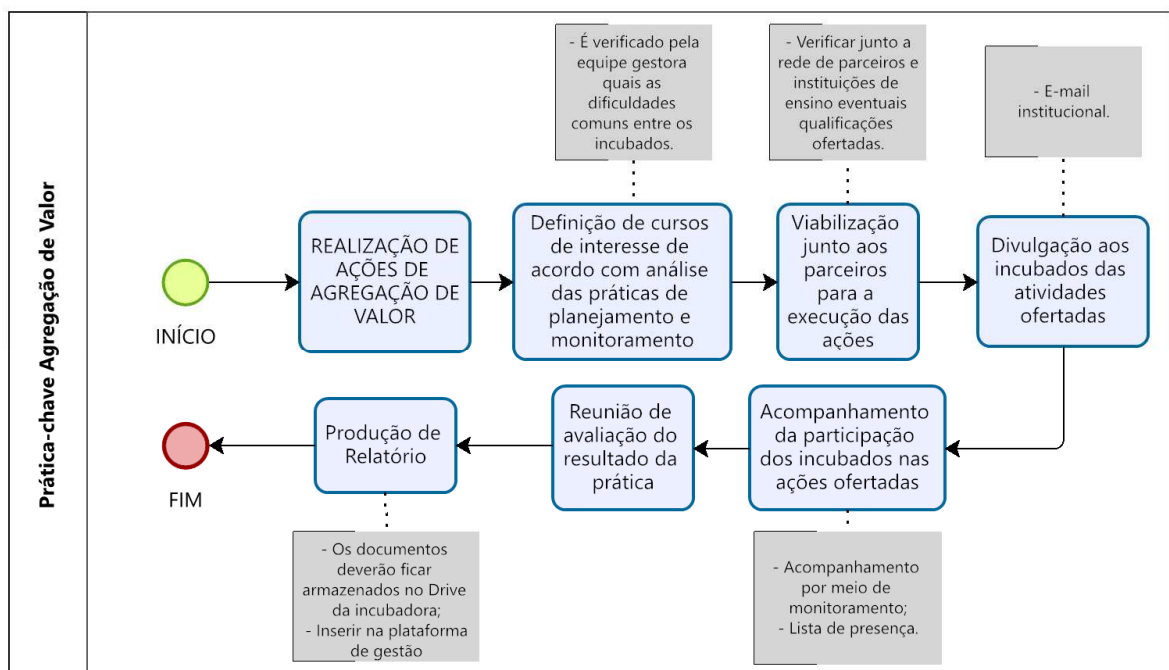 Prática-chave Agregação de Valor
- É verificado pela
equipe gestora
quais as
dificuldades
comuns entre os
incubados.
- Verificar junto a
rede de parceiros e
instituições de
ensino eventuais
qualificações
ofertadas.
- E-mail
institucional.
INÍCIO
REALIZAÇÃO DE
AÇÕES DE
AGREGAÇÃO DE
VALOR
Definição de cursos
de interesse de
acordo com análise
das práticas de
planejamento e
monitoramento
Viabilização
junto aos
parceiros
para a
execução das
ações
Divulgação aos
incubados das
atividades
ofertadas
Acompanhamento
da participação
dos incubados nas
ações ofertadas
Reunião de
avaliação do
resultado da
prática
Produção de
Relatório
FIM
- Os documentos
deverão ficar
armazenados no Drive
da incubadora;
- Inserir na plataforma
de gestão
- Acompanhamento
por meio de
monitoramento;
- Lista de presença.